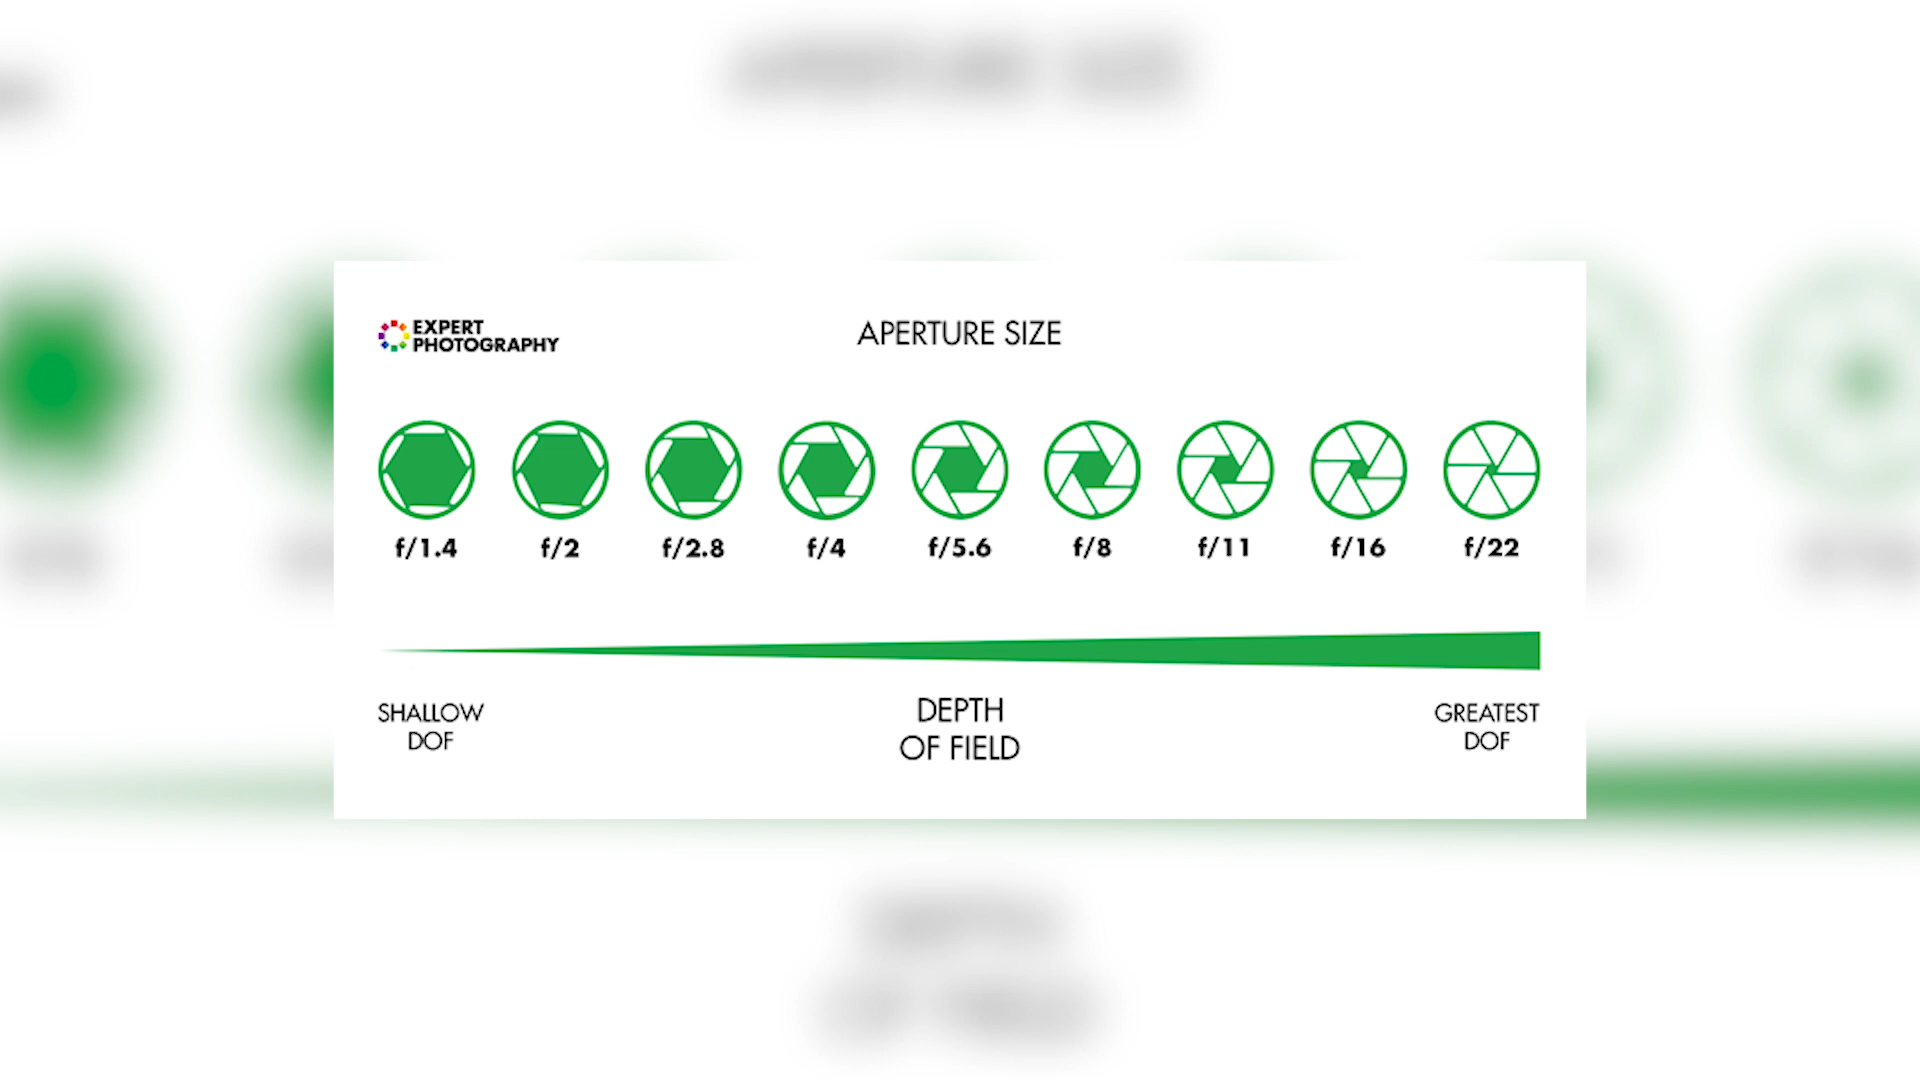 EXPERT
PHOTOGRAPHY
APERTURE SIZE
f/1.4 f/2 f/2.8 f/4 f/5.6 f/8 f/11 f/16 f/22
SHALLOW
DOF
DEPTH
OF FIELD
GREATEST
DOF